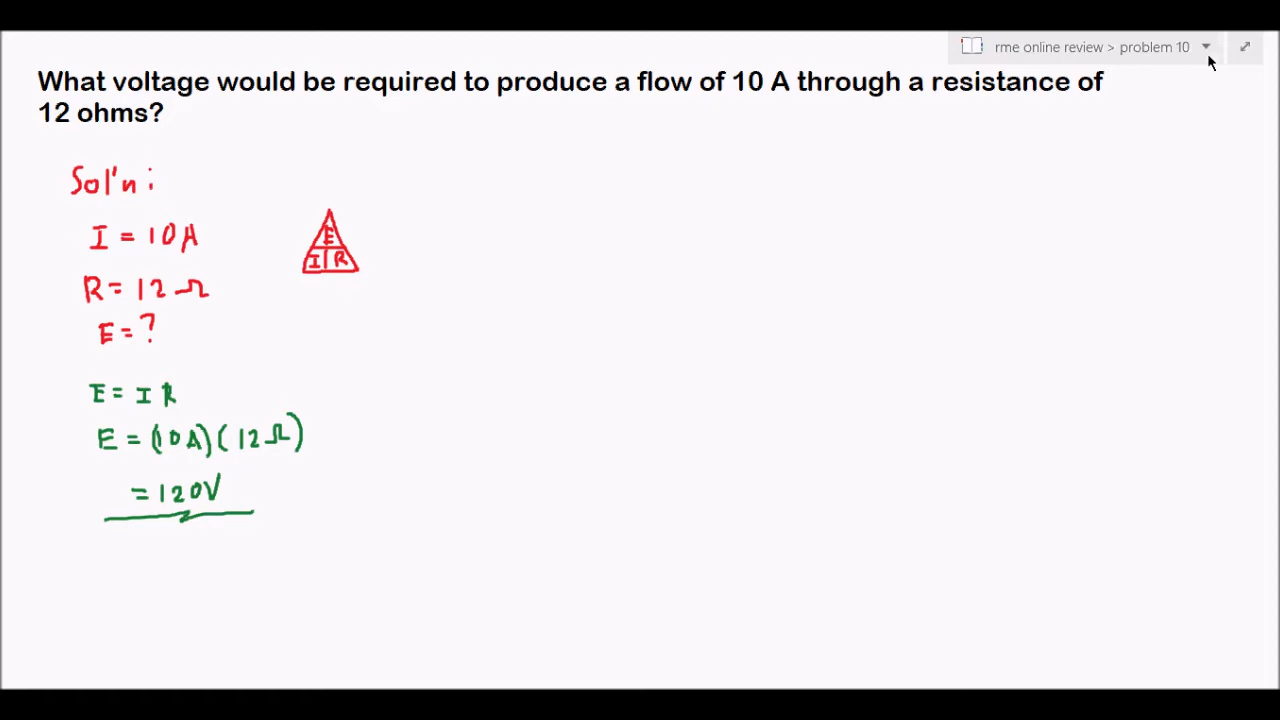 rme online review > problem 10
What voltage would be required to produce a flow of 10 A through a resistance of
12 ohms?
Sol'n :
I = 10A
E
I R
R = 12 Ω
E = ?
E = I R
E = (10A)(12Ω)
= 120V